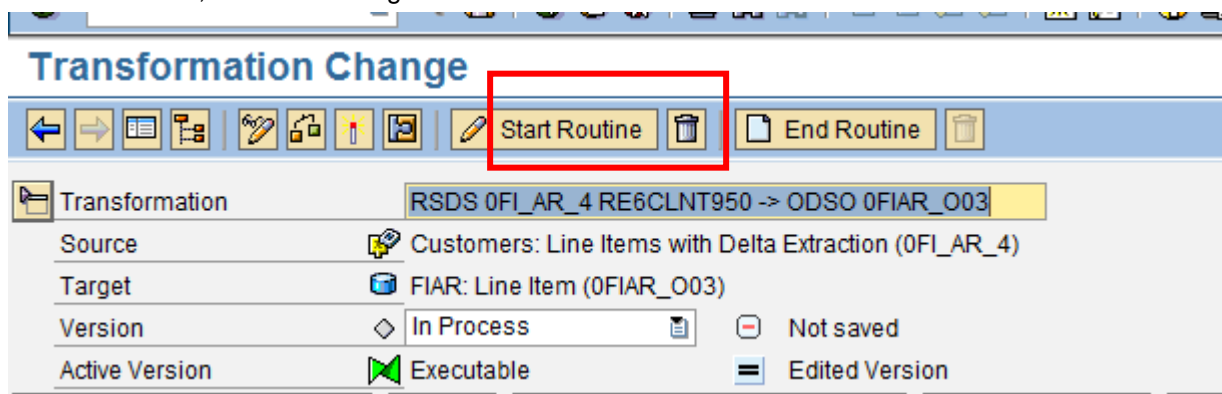 Transformation Change
Start Routine End Routine
Transformation RSDS 0FI_AR_4 RE6CLNT950 -> ODSO 0FIAR_O03
Source Customers: Line Items with Delta Extraction (0FI_AR_4)
Target FIAR: Line Item (0FIAR_O03)
Version In Process Not saved
Active Version Executable Edited Version